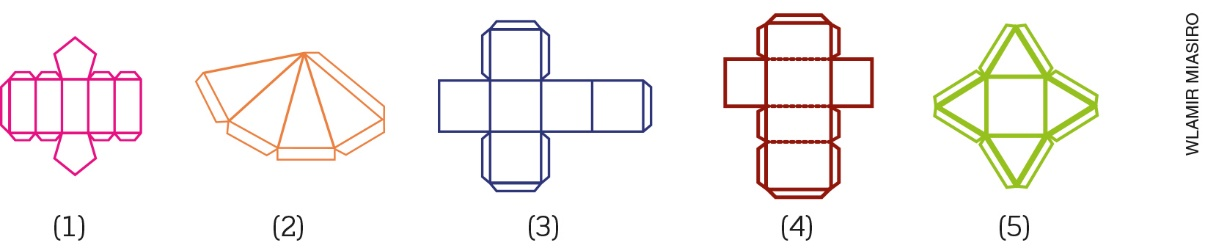 (1) (2) (3) (4) (5)
WLAMIR MIASIRO